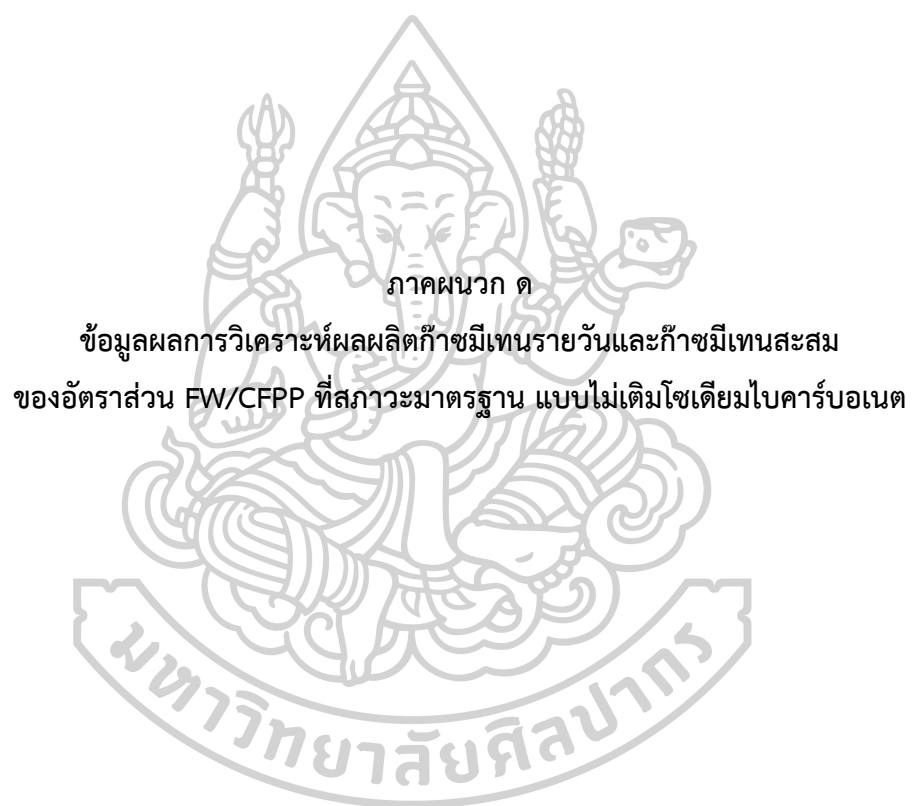 ภาคผนวก ด
ข้อมูลผลการวิเคราะห์ผลผลิตก๊าซมีเทนรายวันและก๊าซมีเทนสะสม
ของอัตราส่วน FW/CFPP ที่สภาวะมาตรฐาน แบบไม่เติมโซเดียมไบคาร์บอเนต
มหาวิทยาลัยศิลปากร